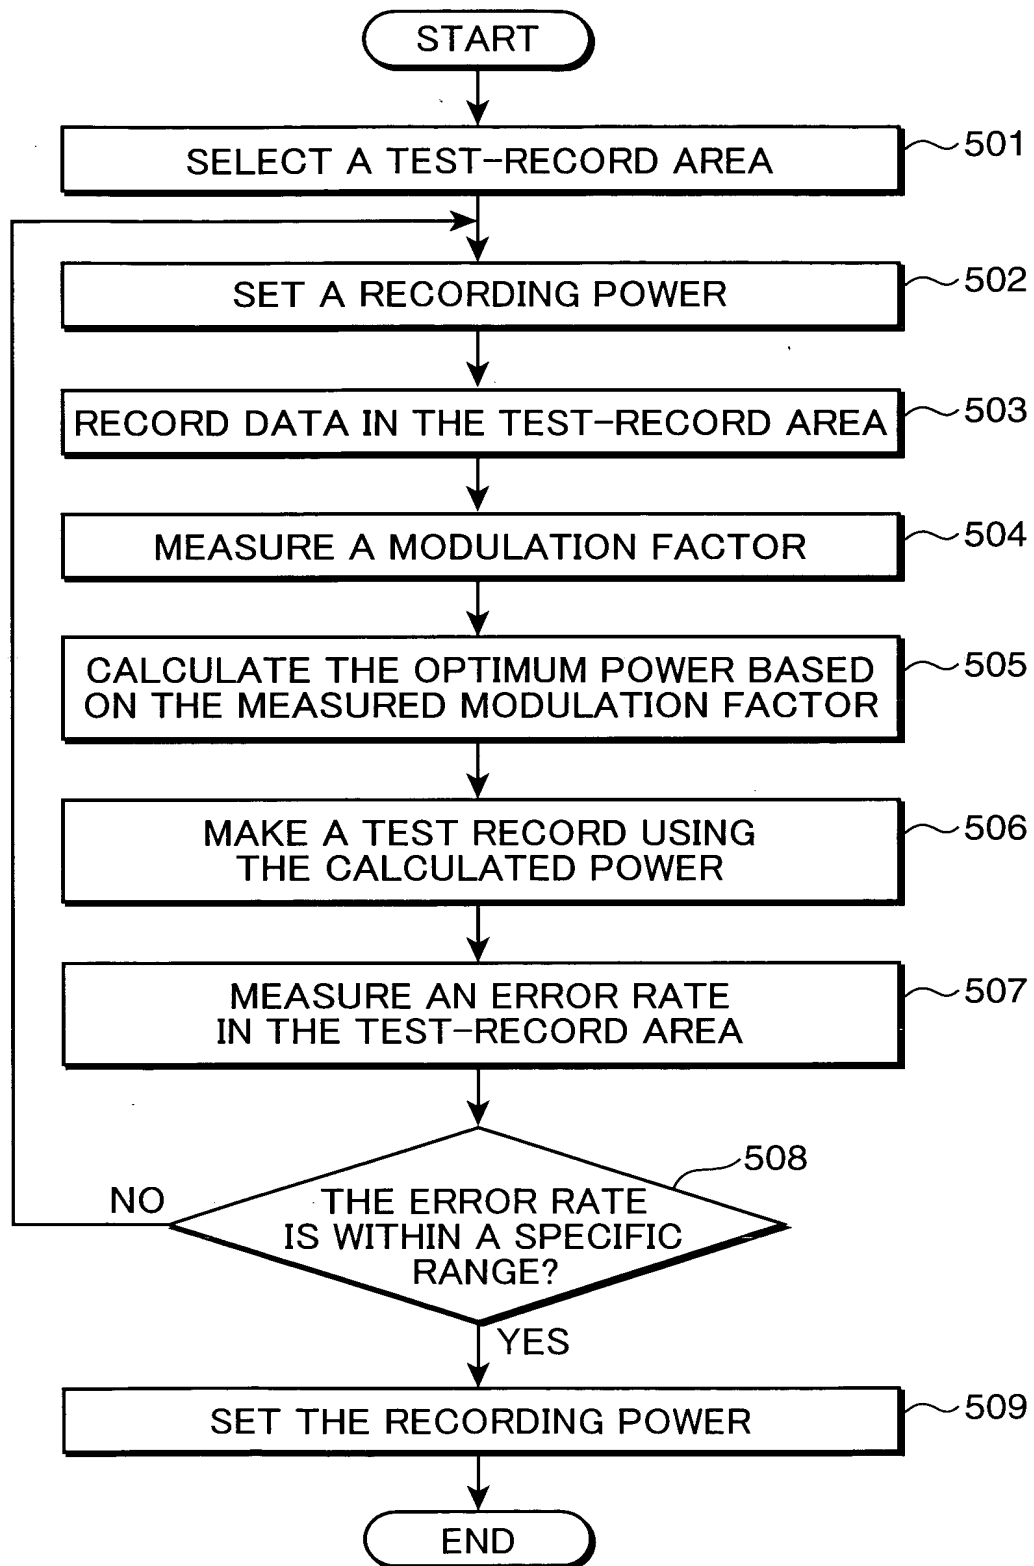 START
SELECT A TEST-RECORD AREA
501
SET A RECORDING POWER
502
RECORD DATA IN THE TEST-RECORD AREA
503
MEASURE A MODULATION FACTOR
504
CALCULATE THE OPTIMUM POWER BASED
ON THE MEASURED MODULATION FACTOR
505
MAKE A TEST RECORD USING
THE CALCULATED POWER
506
MEASURE AN ERROR RATE
IN THE TEST-RECORD AREA
507
508
NO
THE ERROR RATE
IS WITHIN A SPECIFIC
RANGE?
YES
SET THE RECORDING POWER
509
END